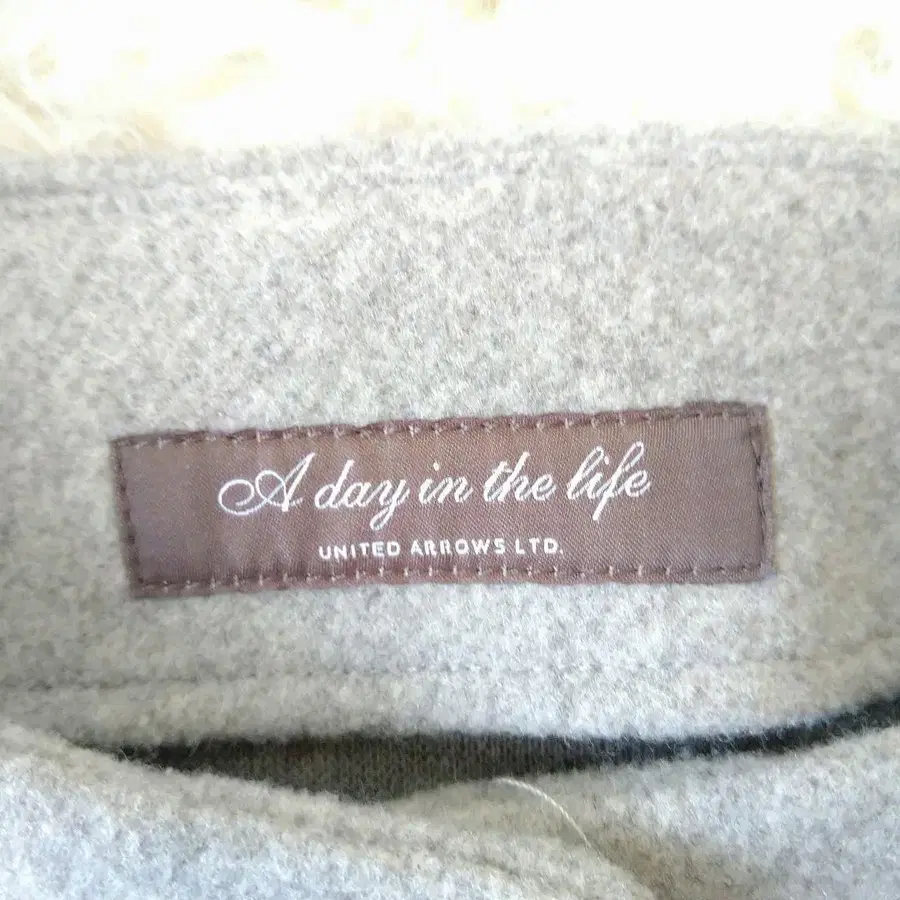 A day in the life
UNITED ARROWS LTD.